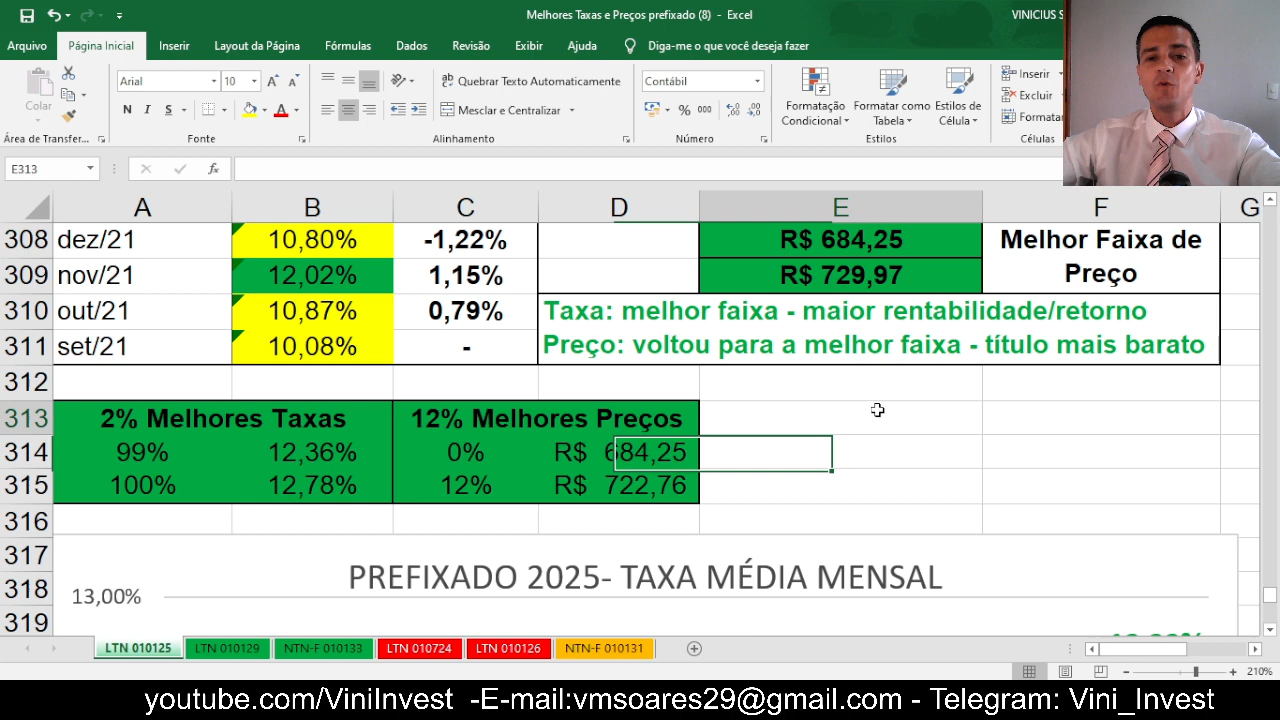 Melhores Taxas e Preços prefixado (8) - Excel
VINICIUS S
Arquivo Página Inicial Inserir Layout da Página Fórmulas Dados Revisão Exibir Ajuda Diga-me o que você deseja fazer
Colar
Arial 10
N I S
Quebrar Texto Automaticamente
Mesclar e Centralizar
Contábil
% 000
Formatação Condicional
Formatar como Tabela
Estilos de Célula
Inserir
Excluir
Formatar
Área de Transfer... Fonte Alinhamento Número Estilos Células
E313 fx
A B C D E F G
308 dez/21 10,80% -1,22% R$ 684,25 Melhor Faixa de
309 nov/21 12,02% 1,15% R$ 729,97 Preço
310 out/21 10,87% 0,79% Taxa: melhor faixa - maior rentabilidade/retorno
311 set/21 10,08% - Preço: voltou para a melhor faixa - título mais barato
312
313 2% Melhores Taxas 12% Melhores Preços
314 99% 12,36% 0% R$ 684,25
315 100% 12,78% 12% R$ 722,76
316
317
318 PREFIXADO 2025- TAXA MÉDIA MENSAL
13,00%
319
LTN 010125 LTN 010129 NTN-F 010133 LTN 010724 LTN 010126 NTN-F 010131
210%
youtube.com/ViniInvest -E-mail:vmsoares29@gmail.com - Telegram: Vini_Invest